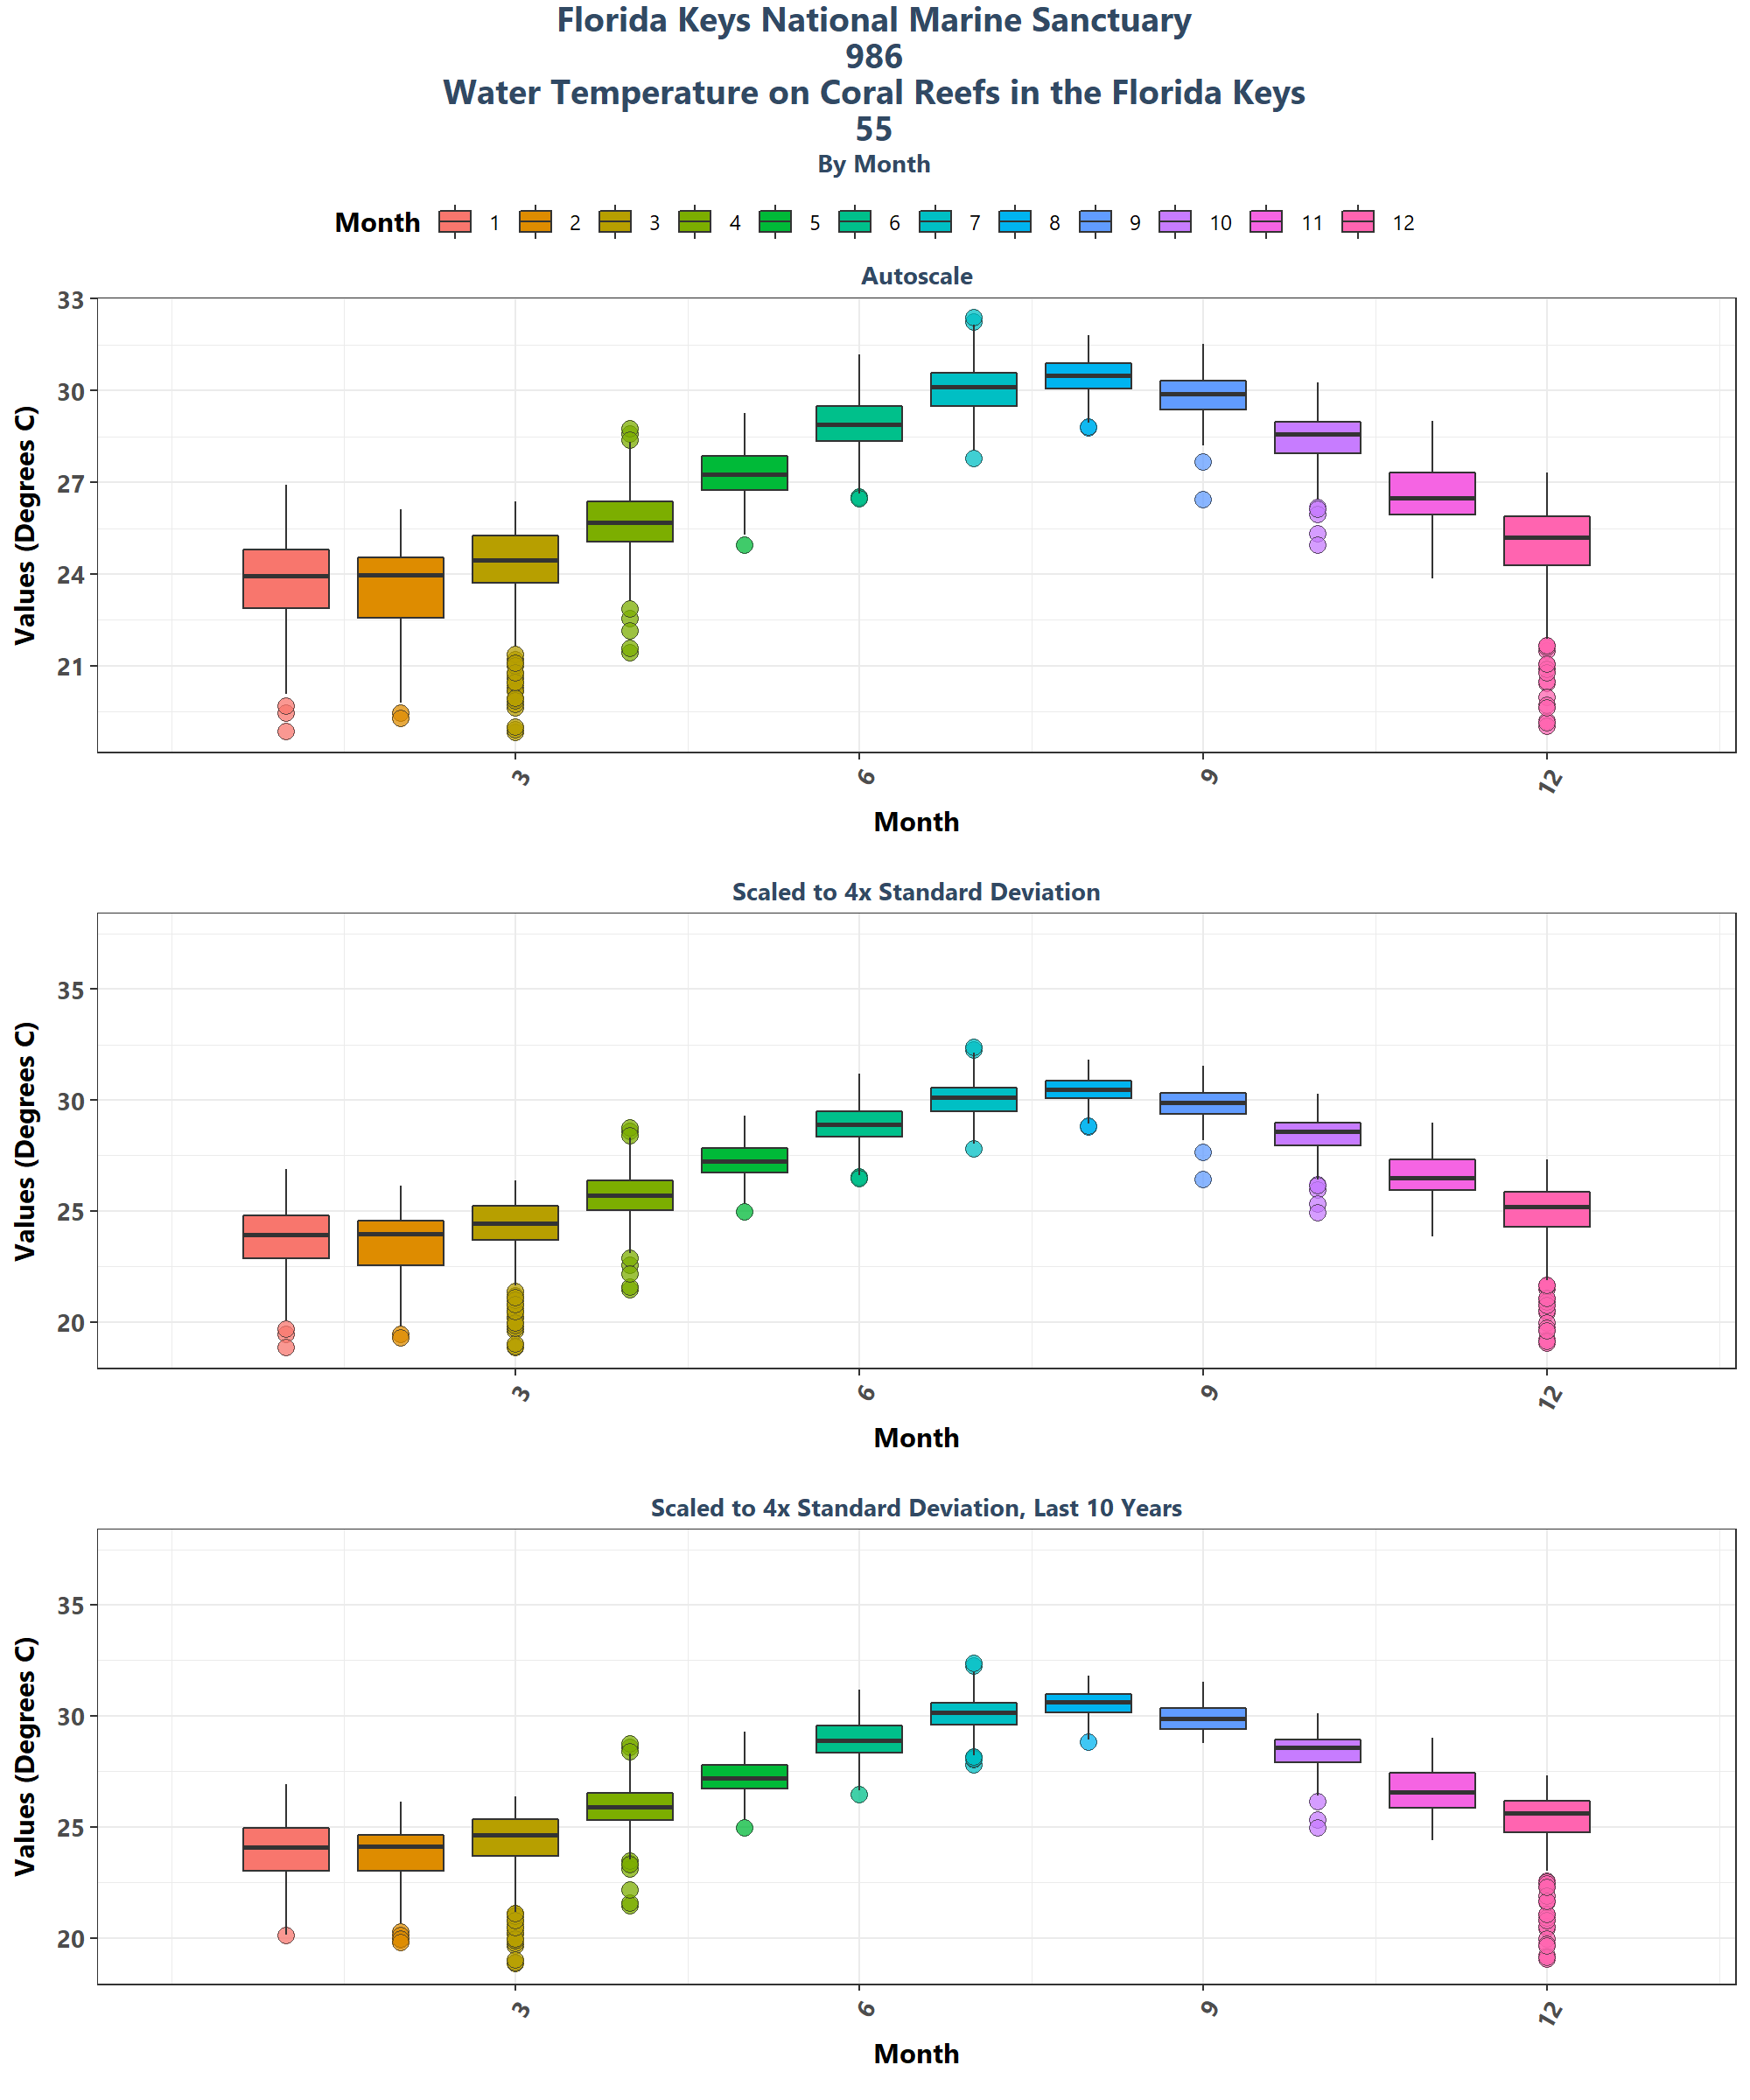 Florida Keys National Marine Sanctuary
986
Water Temperature on Coral Reefs in the Florida Keys
55
By Month
Month 1 2 3 4 5 6 7 8 9 10 11 12
Autoscale
Values (Degrees C)
33
30
27
24
21
3 6 9 12
Month
Scaled to 4x Standard Deviation
Values (Degrees C)
35
30
25
20
3 6 9 12
Month
Scaled to 4x Standard Deviation, Last 10 Years
Values (Degrees C)
35
30
25
20
3 6 9 12
Month